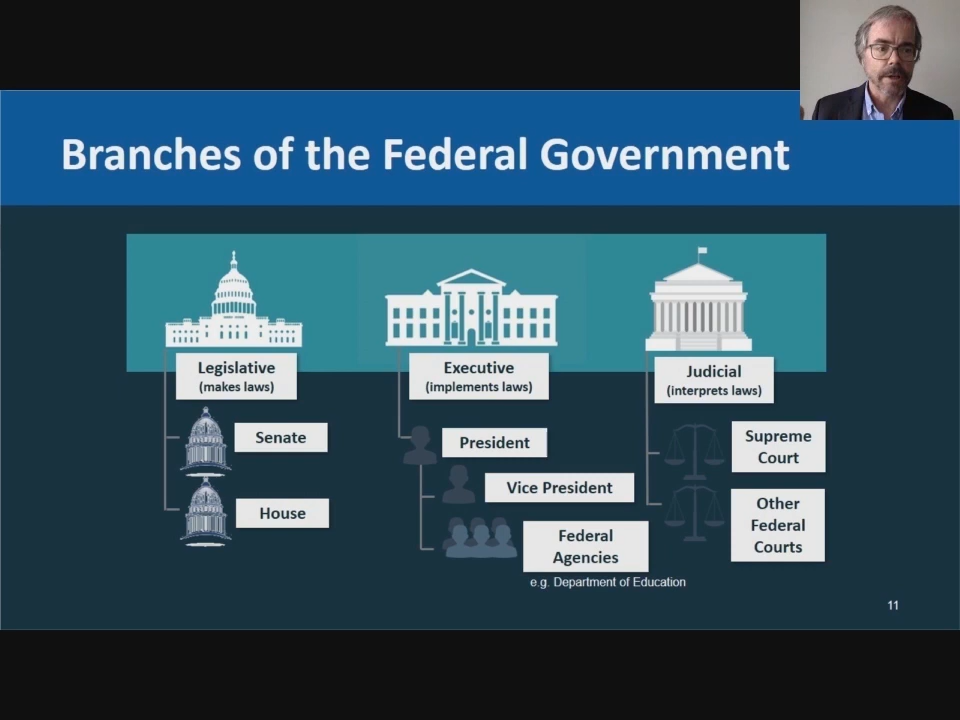 Branches of the Federal Government
Legislative
(makes laws)
Senate
House
Executive
(implements laws)
President
Vice President
Federal
Agencies
e.g. Department of Education
Judicial
(interprets laws)
Supreme
Court
Other
Federal
Courts
11